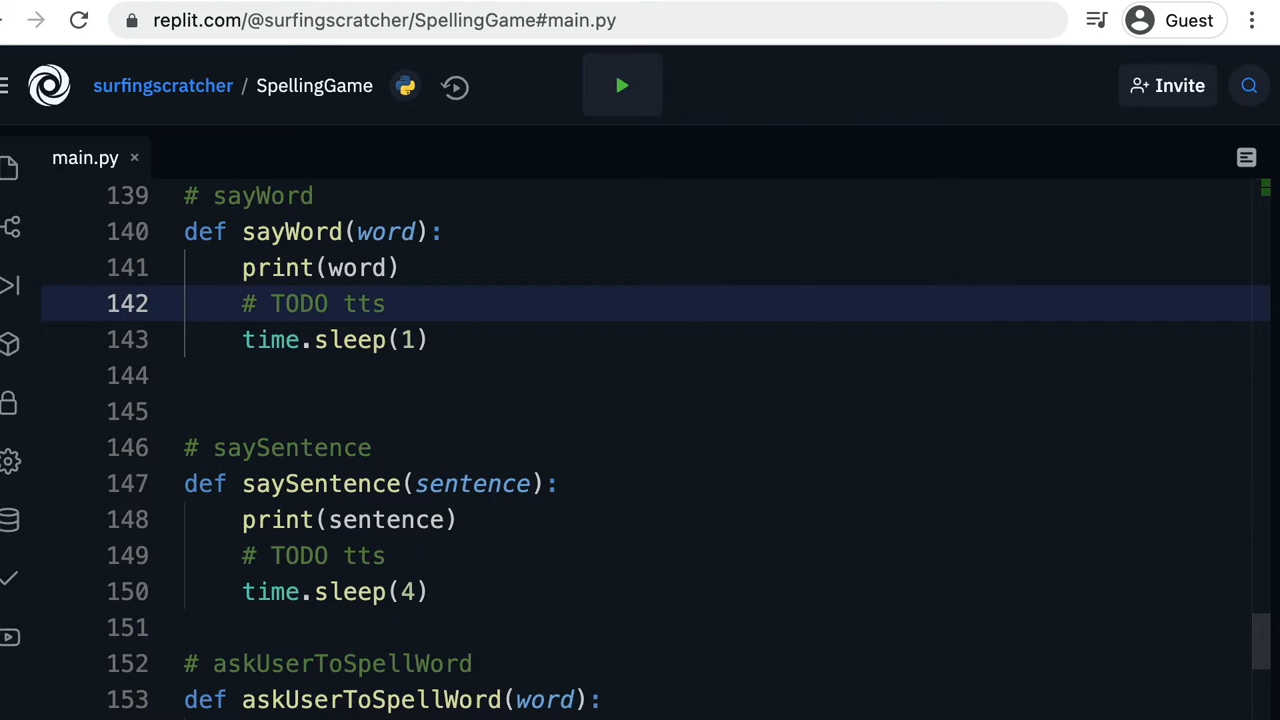 replit.com/@surfingscratcher/SpellingGame#main.py
Guest
surfingscratcher / SpellingGame
Invite
main.py ×
139 # sayWord
140 def sayWord(word):
141     print(word)
142     # TODO tts
143     time.sleep(1)
144
145
146 # saySentence
147 def saySentence(sentence):
148     print(sentence)
149     # TODO tts
150     time.sleep(4)
151
152 # askUserToSpellWord
153 def askUserToSpellWord(word):